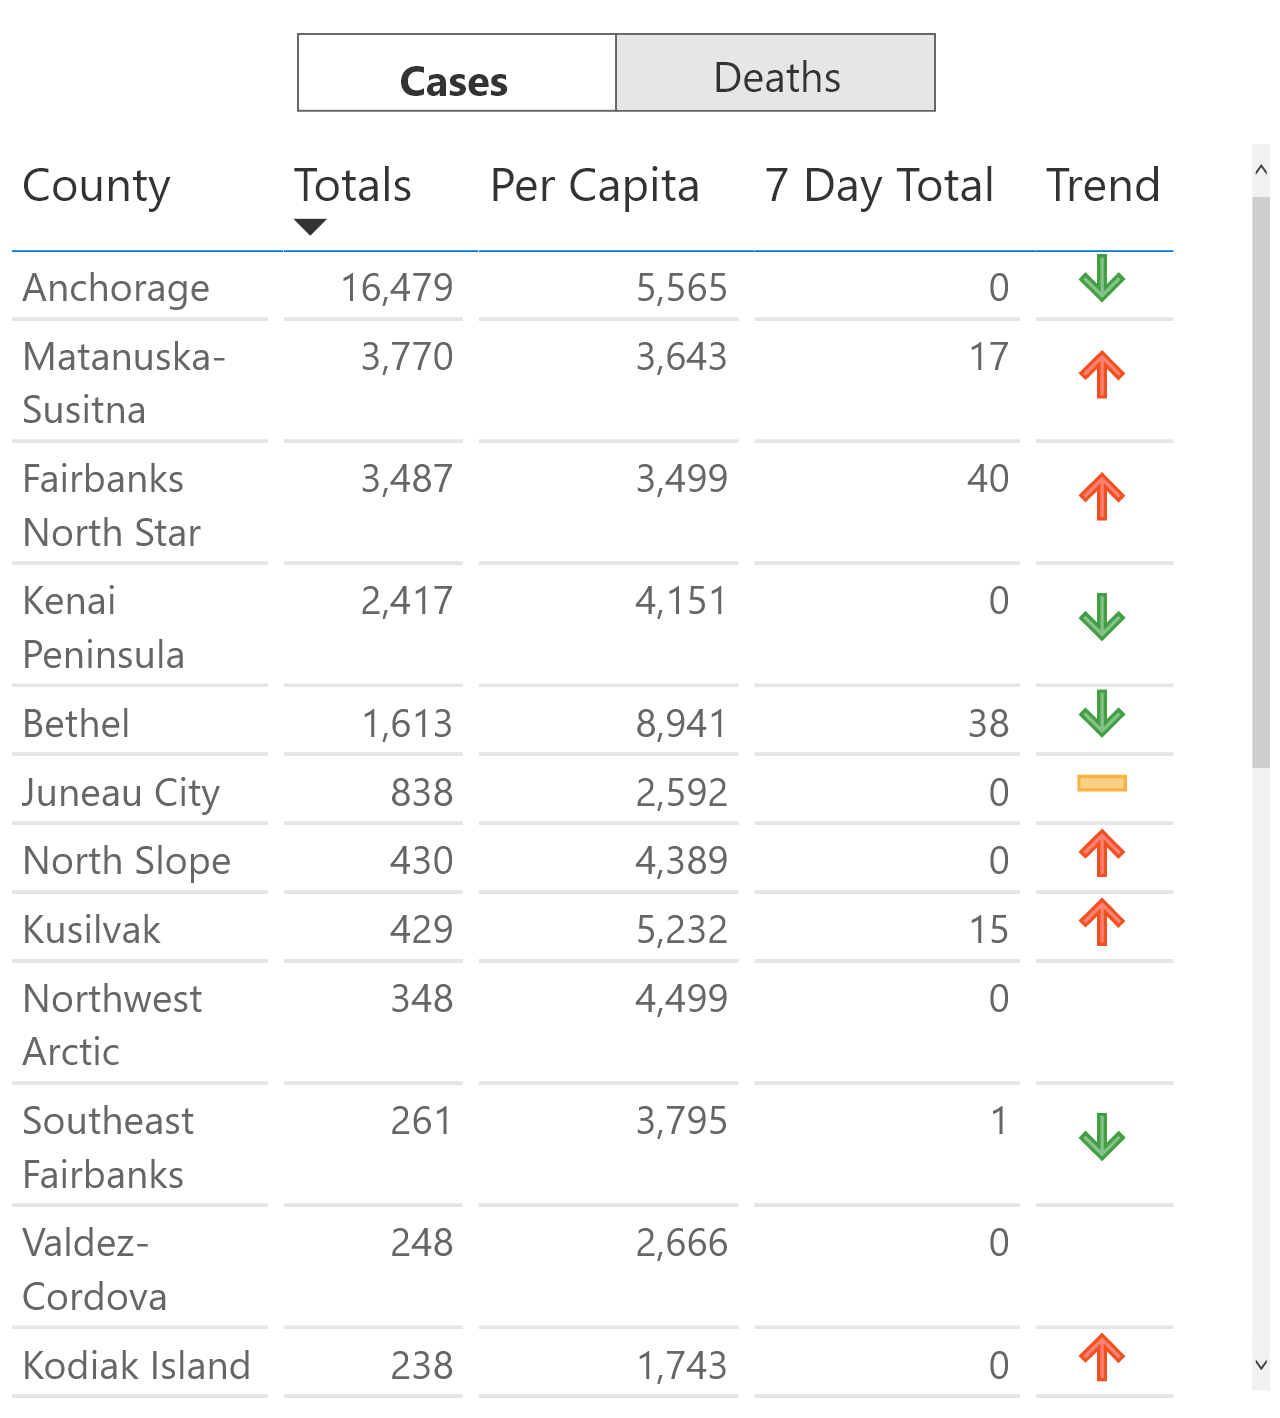 Cases Deaths
County Totals Per Capita 7 Day Total Trend
Anchorage 16,479 5,565 0
Matanuska- 3,770 3,643 17
Susitna
Fairbanks 3,487 3,499 40
North Star
Kenai 2,417 4,151 0
Peninsula
Bethel 1,613 8,941 38
Juneau City 838 2,592 0
North Slope 430 4,389 0
Kusilvak 429 5,232 15
Northwest 348 4,499 0
Arctic
Southeast 261 3,795 1
Fairbanks
Valdez- 248 2,666 0
Cordova
Kodiak Island 238 1,743 0